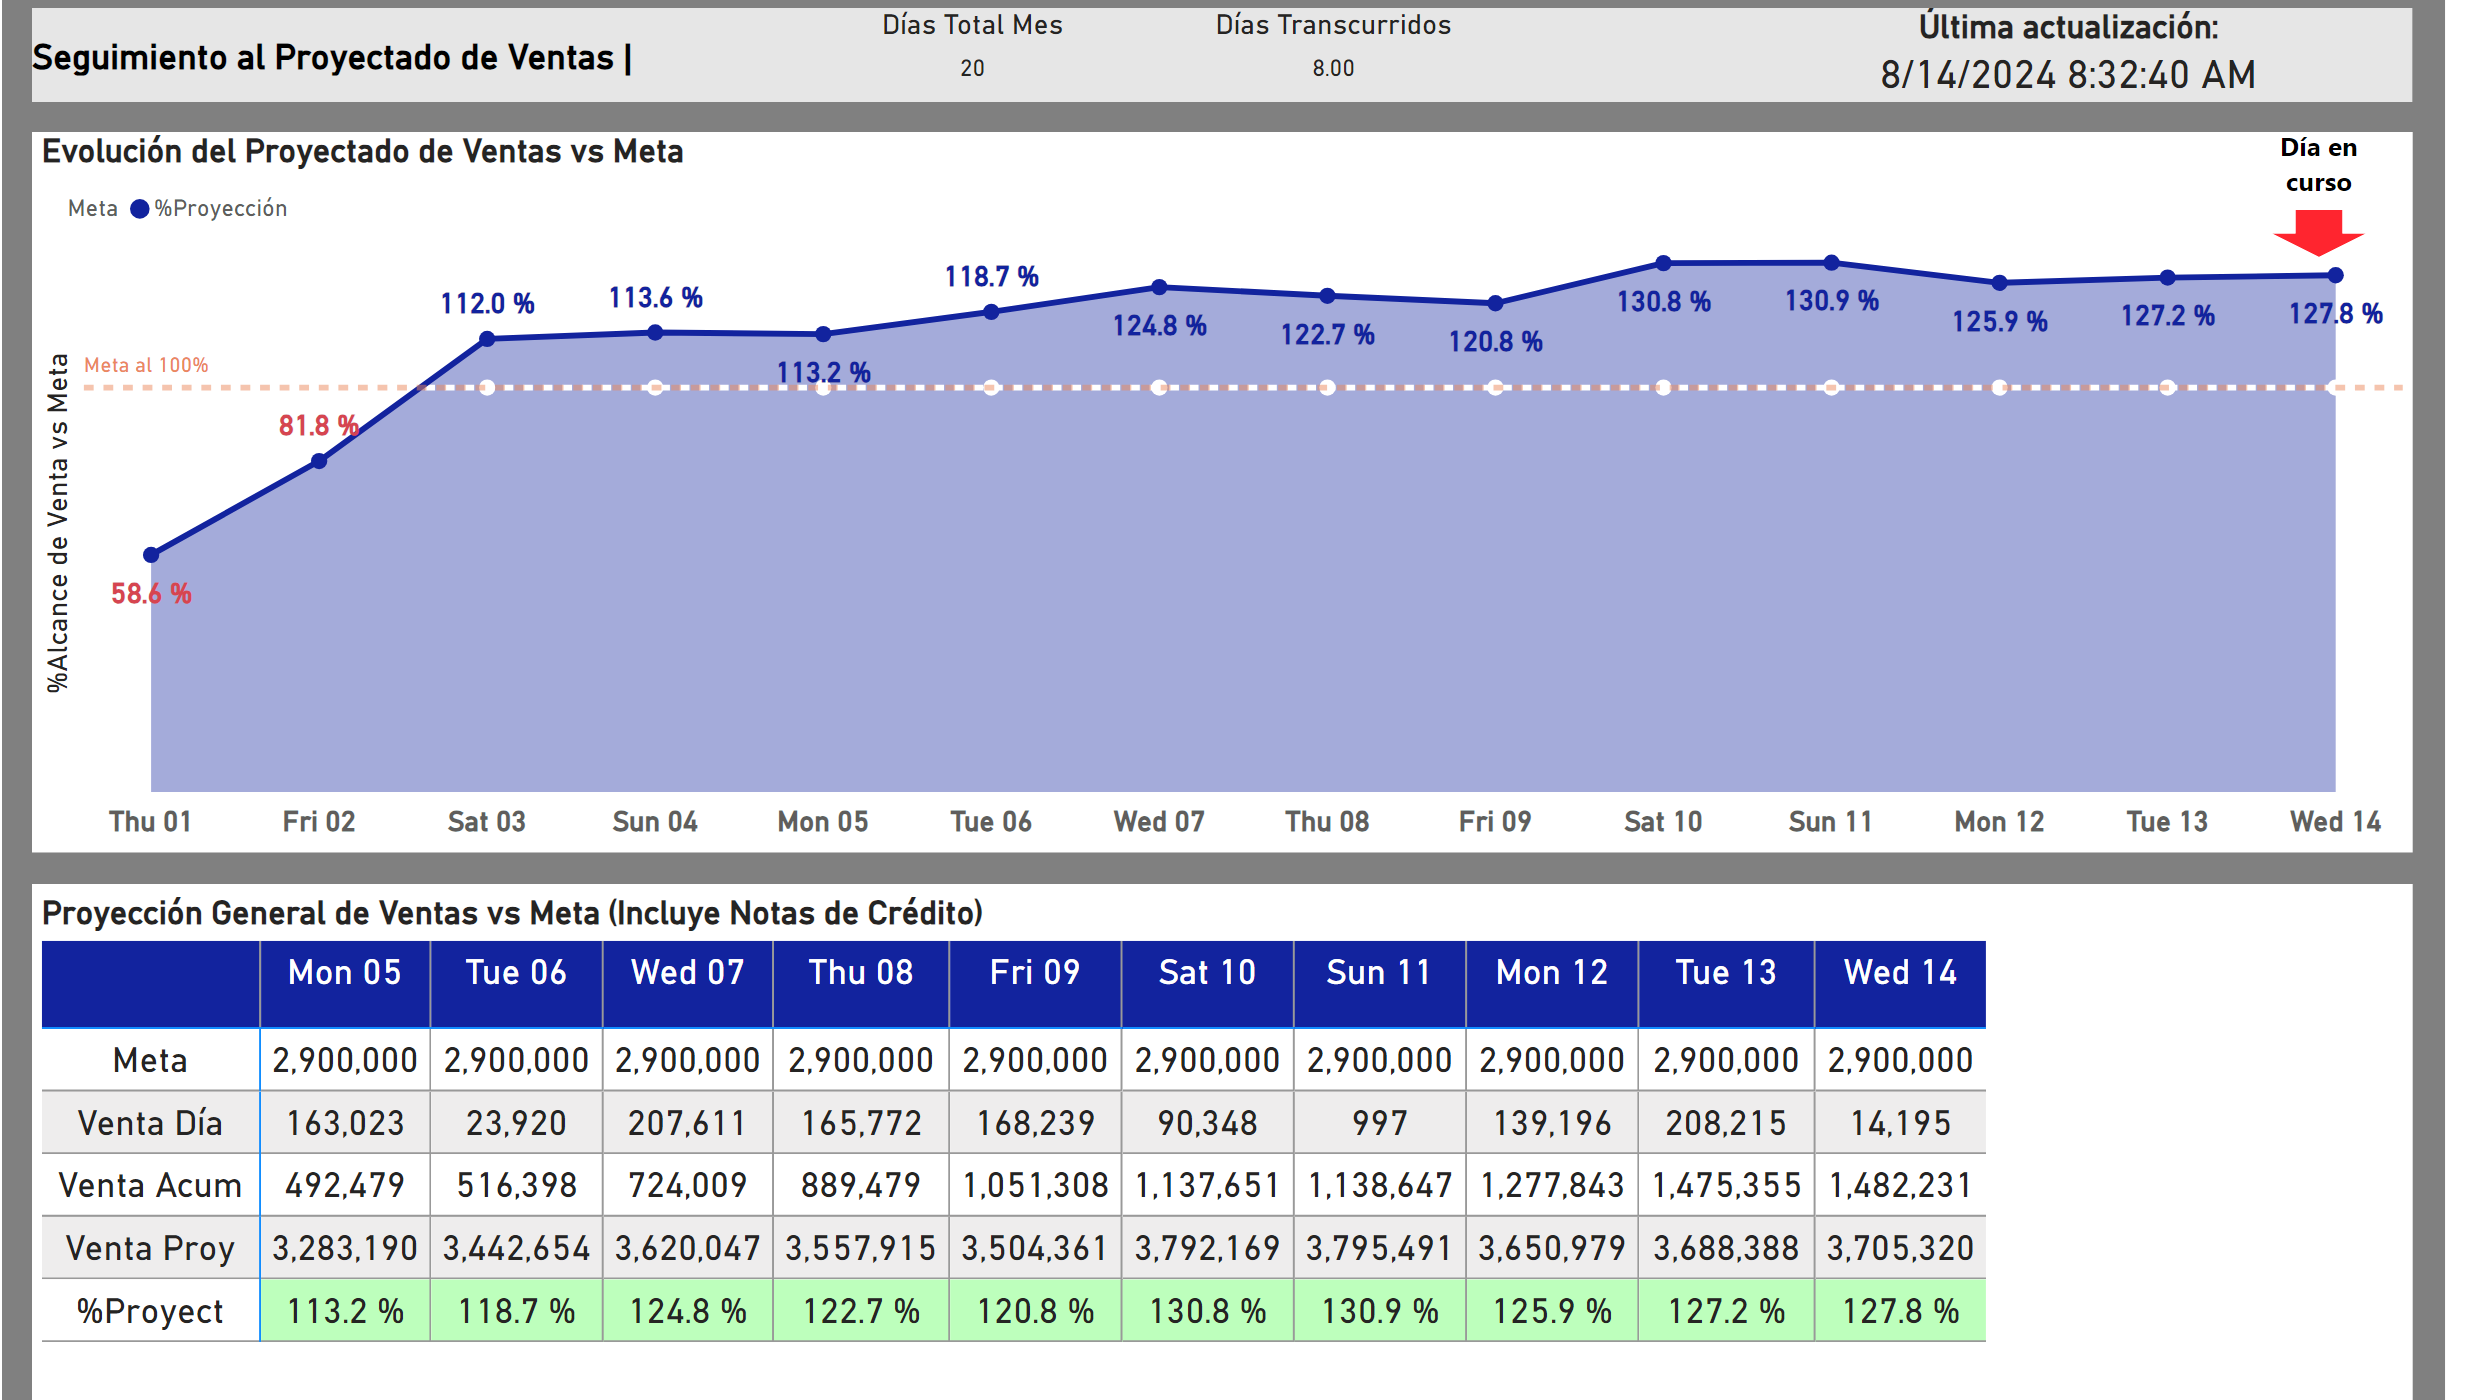 Días Total Mes
Días Transcurridos
Última actualización:
Seguimiento al Proyectado de Ventas |
20
8.00
8/14/2024 8:32:40 AM
Evolución del Proyectado de Ventas vs Meta
Día en
curso
Meta %Proyección
118.7 %
112.0 %
113.6 %
130.8 %
130.9 %
124.8 %
122.7 %
120.8 %
125.9 %
127.2 %
127.8 %
Meta al 100%
113.2 %
81.8 %
58.6 %
%Alcance de Venta vs Meta
Thu 01 Fri 02 Sat 03 Sun 04 Mon 05 Tue 06 Wed 07 Thu 08 Fri 09 Sat 10 Sun 11 Mon 12 Tue 13 Wed 14
Proyección General de Ventas vs Meta (Incluye Notas de Crédito)
Mon 05 Tue 06 Wed 07 Thu 08 Fri 09 Sat 10 Sun 11 Mon 12 Tue 13 Wed 14
Meta 2,900,000 2,900,000 2,900,000 2,900,000 2,900,000 2,900,000 2,900,000 2,900,000 2,900,000 2,900,000
Venta Día 163,023 23,920 207,611 165,772 168,239 90,348 997 139,196 208,215 14,195
Venta Acum 492,479 516,398 724,009 889,479 1,051,308 1,137,651 1,138,647 1,277,843 1,475,355 1,482,231
Venta Proy 3,283,190 3,442,654 3,620,047 3,557,915 3,504,361 3,792,169 3,795,491 3,650,979 3,688,388 3,705,320
%Proyect 113.2 % 118.7 % 124.8 % 122.7 % 120.8 % 130.8 % 130.9 % 125.9 % 127.2 % 127.8 %